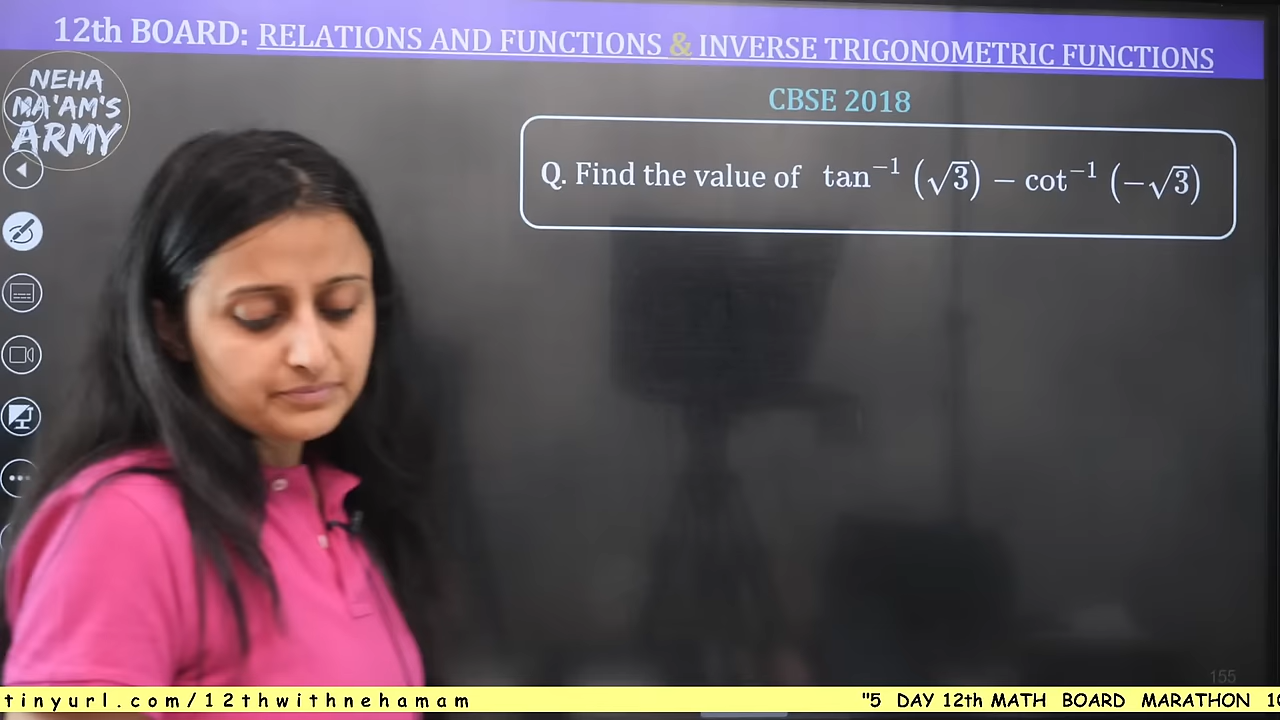 12th BOARD: RELATIONS AND FUNCTIONS & INVERSE TRIGONOMETRIC FUNCTIONS
NEHA
MA'AM'S
ARMY
CBSE 2018
Q. Find the value of tan⁻¹ (√3) − cot⁻¹ (−√3)
155
tinyurl.com/12thwithnehamam
"5 DAY 12th MATH BOARD MARATHON